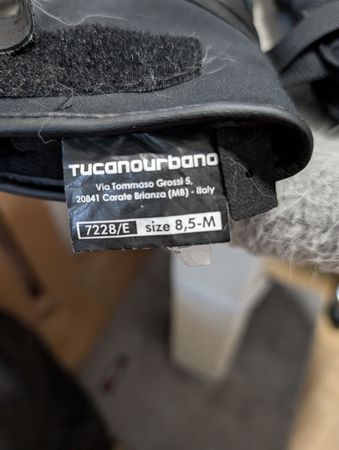 TUCANOURBANO
Via Tommaso Grossi 5,
20841 Carate Brianza (MB) - Italy
7228/E size 8,5-M